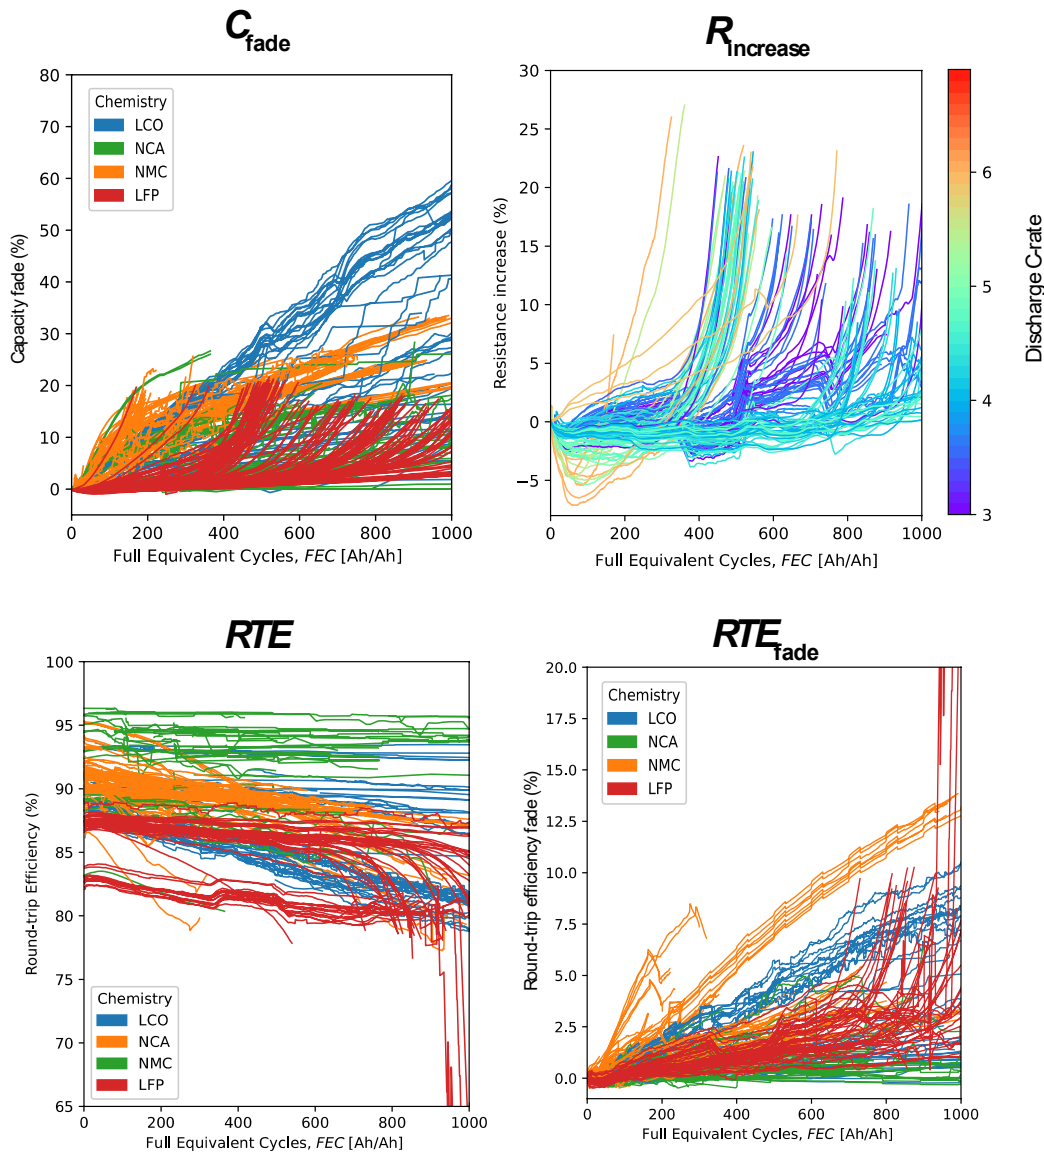 C fade
80
70
60
50
40
30
20
10
0
Capacity fade (%)
Chemistry
LCO
NCA
NMC
LFP
0 200 400 600 800 1000
Full Equivalent Cycles, FEC [Ah/Ah]
R increase
30
25
20
15
10
5
0
−5
Resistance increase (%)
0 200 400 600 800 1000
Full Equivalent Cycles, FEC [Ah/Ah]
6
5
4
3
Discharge C-rate
RTE
100
95
90
85
80
75
70
65
Round-trip Efficiency (%)
Chemistry
LCO
NCA
NMC
LFP
0 200 400 600 800 1000
Full Equivalent Cycles, FEC [Ah/Ah]
RTE fade
20.0
17.5
15.0
12.5
10.0
7.5
5.0
2.5
0.0
Round-trip efficiency fade (%)
Chemistry
LCO
NCA
NMC
LFP
0 200 400 600 800 1000
Full Equivalent Cycles, FEC [Ah/Ah]